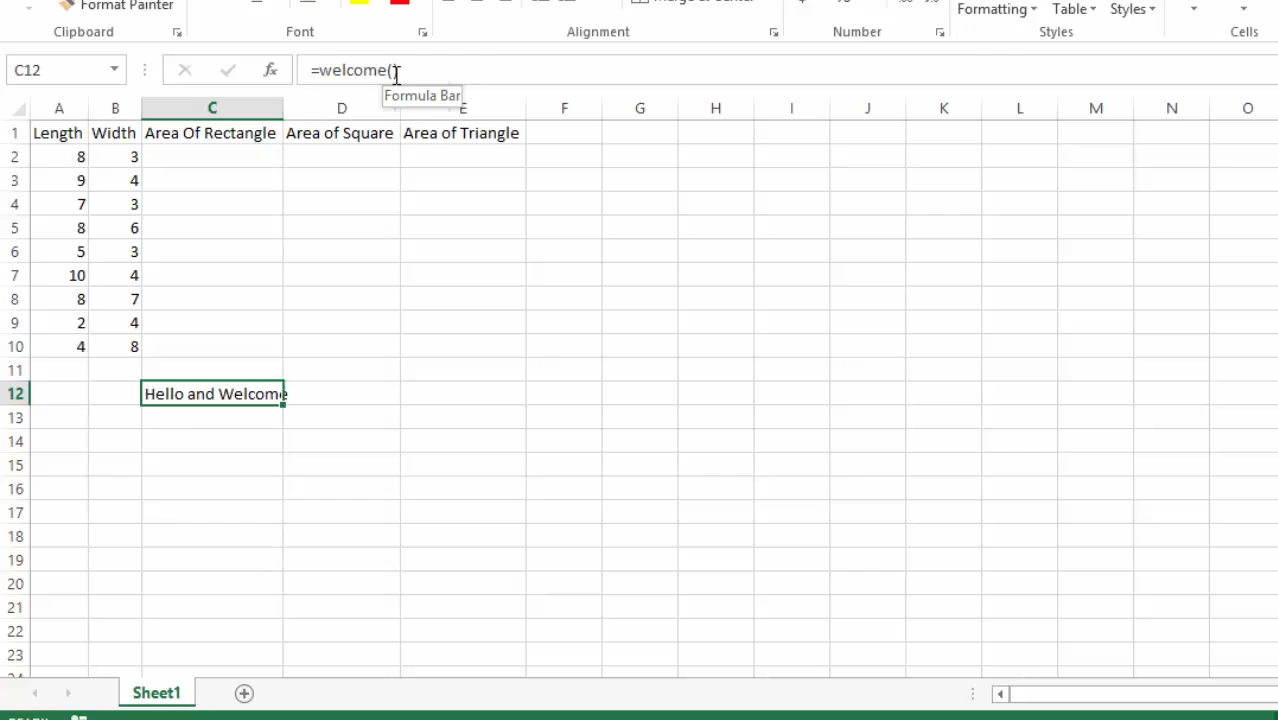 Format Painter
Merge & Center
Formatting Table Styles
Clipboard Font Alignment Number Styles Cells
C12 fx =welcome()
Formula Bar
A B C D E F G H I J K L M N O
1 Length Width Area Of Rectangle Area of Square Area of Triangle
2 8 3
3 9 4
4 7 3
5 8 6
6 5 3
7 10 4
8 8 7
9 2 4
10 4 8
11
12 Hello and Welcome
13
14
15
16
17
18
19
20
21
22
23
Sheet1